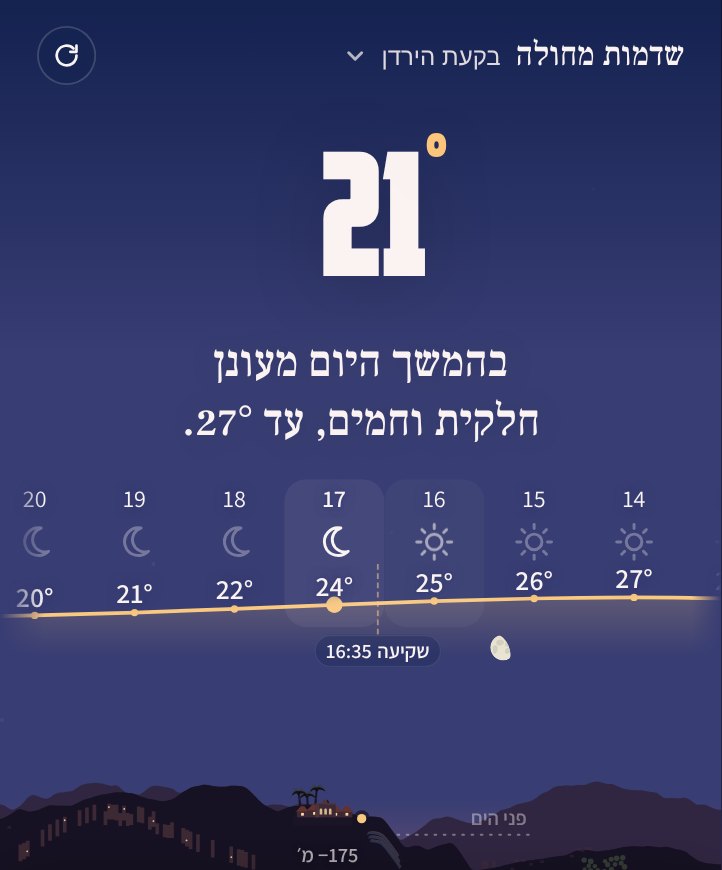 שדמות מחולה בקעת הירדן
21°
בהמשך היום מעונן
חלקית וחמים, עד 27°.
14 15 16 17 18 19 20
27° 26° 25° 24° 22° 21° 20°
שקיעה 16:35
פני הים
−175 מ׳